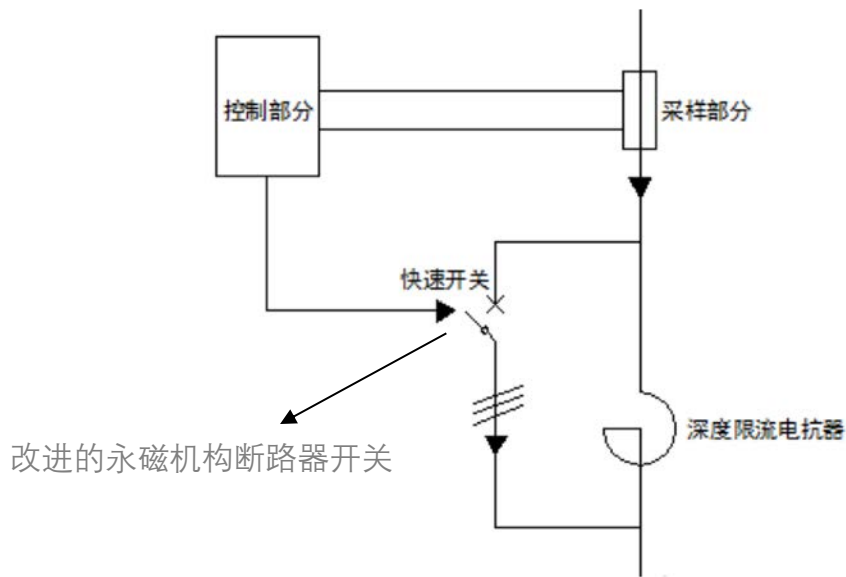 控制部分
采样部分
快速开关
深度限流电抗器
改进的永磁机构断路器开关